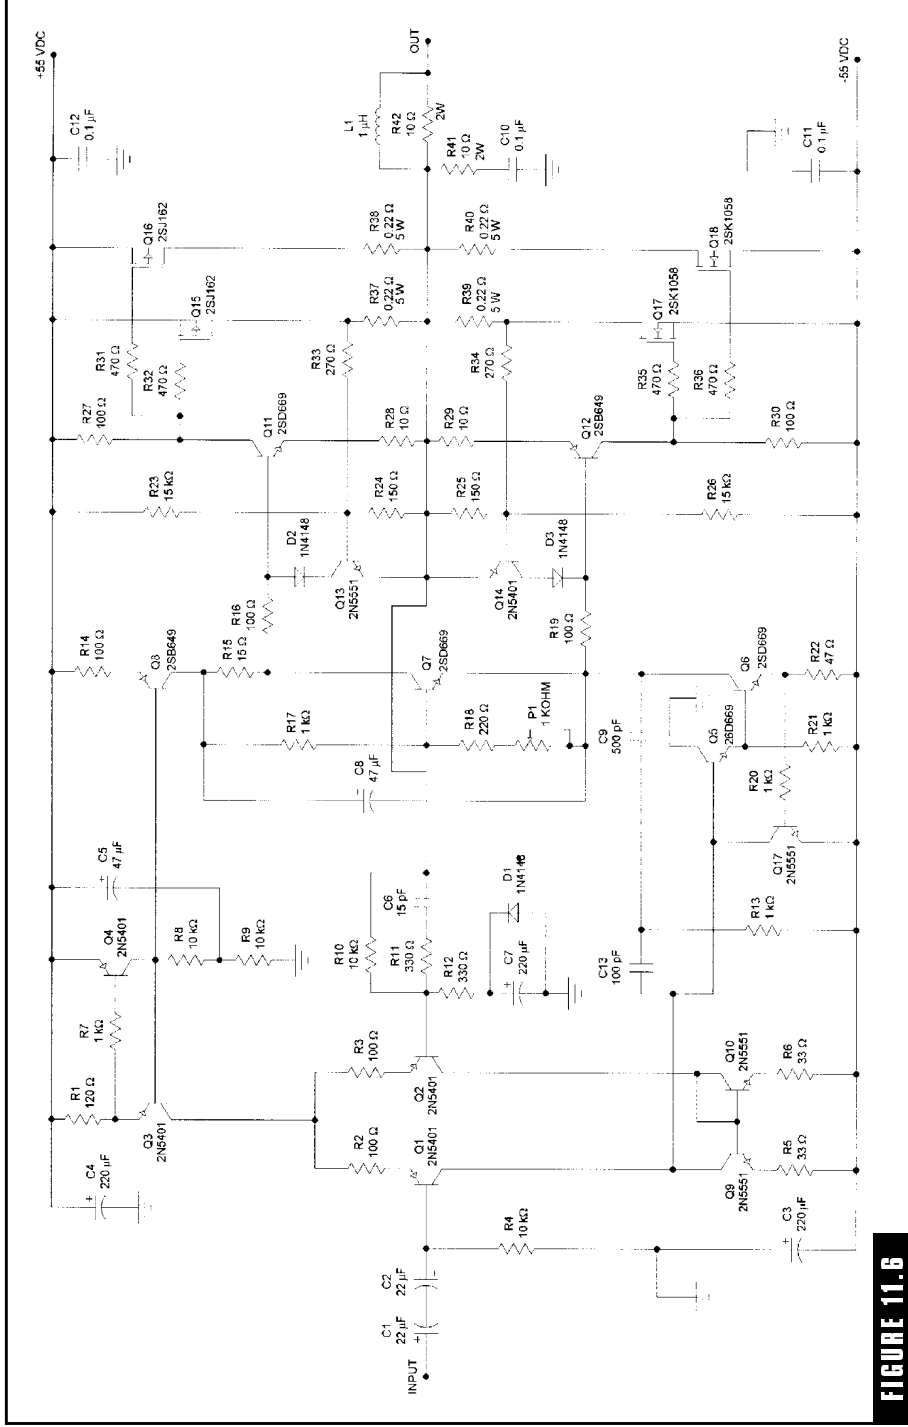 +55 VDC
C12
0.1 µF
Q16
2SJ162
Q15
2SJ162
R31
470 Ω
R32
470 Ω
R27
100 Ω
Q11
2SD669
R23
15 kΩ
R38
0.22 Ω
5 W
R37
0.22 Ω
5 W
R33
270 Ω
R28
10 Ω
R24
150 Ω
D2
1N4148
Q13
2N5551
R16
100 Ω
R14
100 Ω
Q8
2SB649
R15
15 Ω
R17
1 kΩ
C8
47 µF
C5
47 µF
Q4
2N5401
R8
10 kΩ
R9
10 kΩ
R7
1 kΩ
R1
120 Ω
Q3
2N5401
C4
220 µF
OUT
L1
1 µH
R42
10 Ω
2W
R41
10 Ω
2W
C10
0.1 µF
R40
0.22 Ω
5 W
R39
0.22 Ω
5 W
R34
270 Ω
R29
10 Ω
R25
150 Ω
Q14
2N5401
D3
1N4148
R19
100 Ω
Q7
2SD669
R18
220 Ω
P1
1 KOHM
C6
15 pF
R10
10 kΩ
R11
330 Ω
R12
330 Ω
D1
1N4148
C7
220 µF
R3
100 Ω
R2
100 Ω
Q2
2N5401
Q1
2N5401
R4
10 kΩ
C2
22 µF
C1
22 µF
INPUT
-55 VDC
C11
0.1 µF
Q18
2SK1058
Q17
2SK1058
R35
470 Ω
R36
470 Ω
Q12
2SB649
R30
100 Ω
R26
15 kΩ
C9
500 pF
Q6
2SD669
R22
47 Ω
Q5
2SD669
R21
1 kΩ
R20
1 kΩ
Q17
2N5551
R13
1 kΩ
C13
100 pF
Q10
2N5551
R6
33 Ω
Q9
2N5551
R5
33 Ω
C3
220 µF
FIGURE 11.6